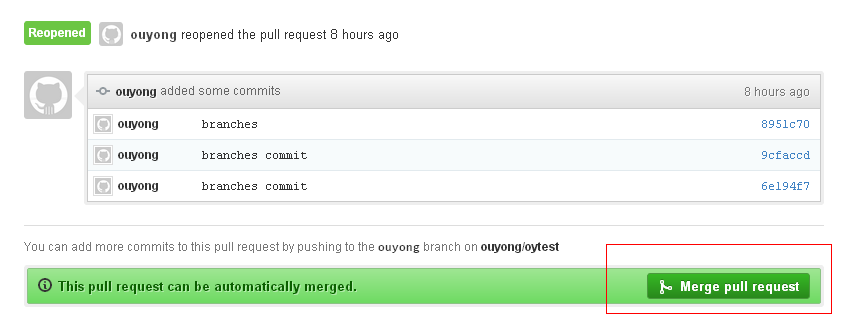 Reopened ouyong reopened the pull request 8 hours ago
ouyong added some commits 8 hours ago
ouyong branches 8951c70
ouyong branches commit 9cfaccd
ouyong branches commit 6e194f7
You can add more commits to this pull request by pushing to the ouyong branch on ouyong/oytest
This pull request can be automatically merged. Merge pull request